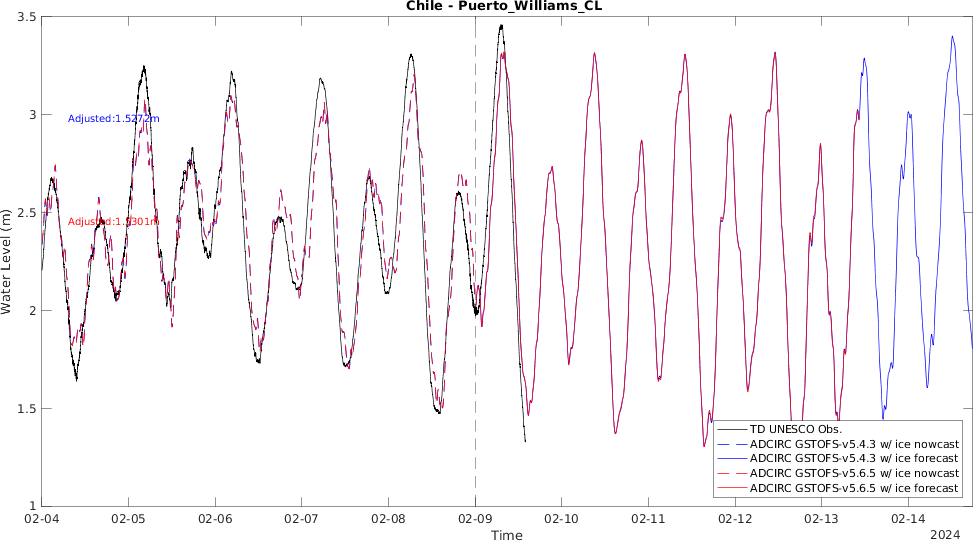 Chile - Puerto_Williams_CL
3.5
3
2.5
2
1.5
1
Water Level (m)
Adjusted:1.5272m
Adjusted:1.5301m
TD UNESCO Obs.
ADCIRC GSTOFS-v5.4.3 w/ ice nowcast
ADCIRC GSTOFS-v5.4.3 w/ ice forecast
ADCIRC GSTOFS-v5.6.5 w/ ice nowcast
ADCIRC GSTOFS-v5.6.5 w/ ice forecast
02-04 02-05 02-06 02-07 02-08 02-09 02-10 02-11 02-12 02-13 02-14
Time
2024